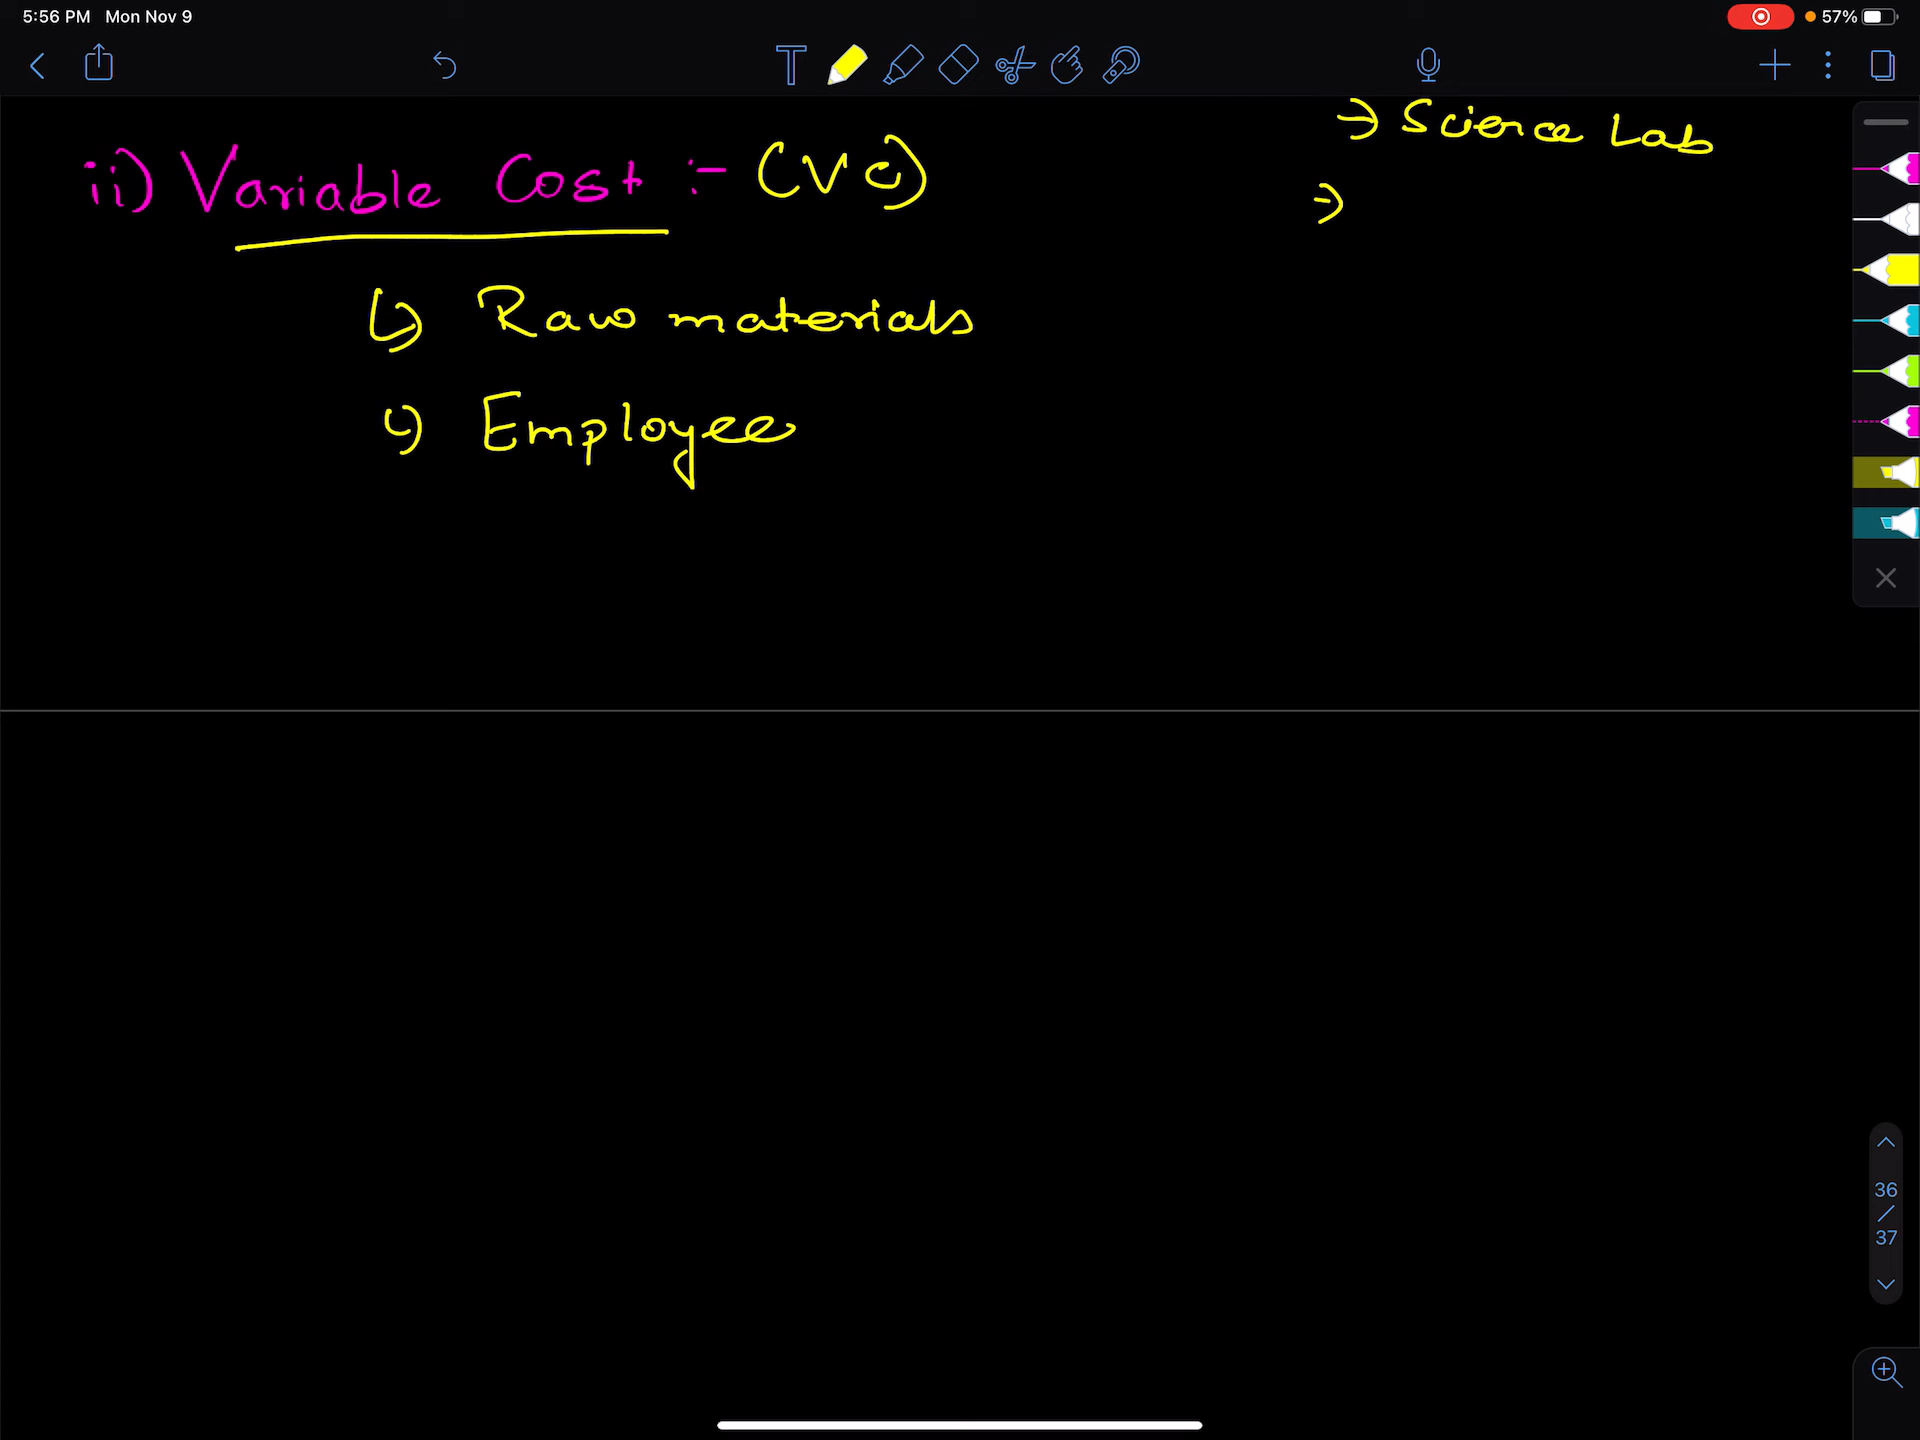 5:56 PM Mon Nov 9
57%
→ Science Lab
ii) Variable Cost :- (VC)
→
↳ Raw materials
↳ Employee
36
/
37